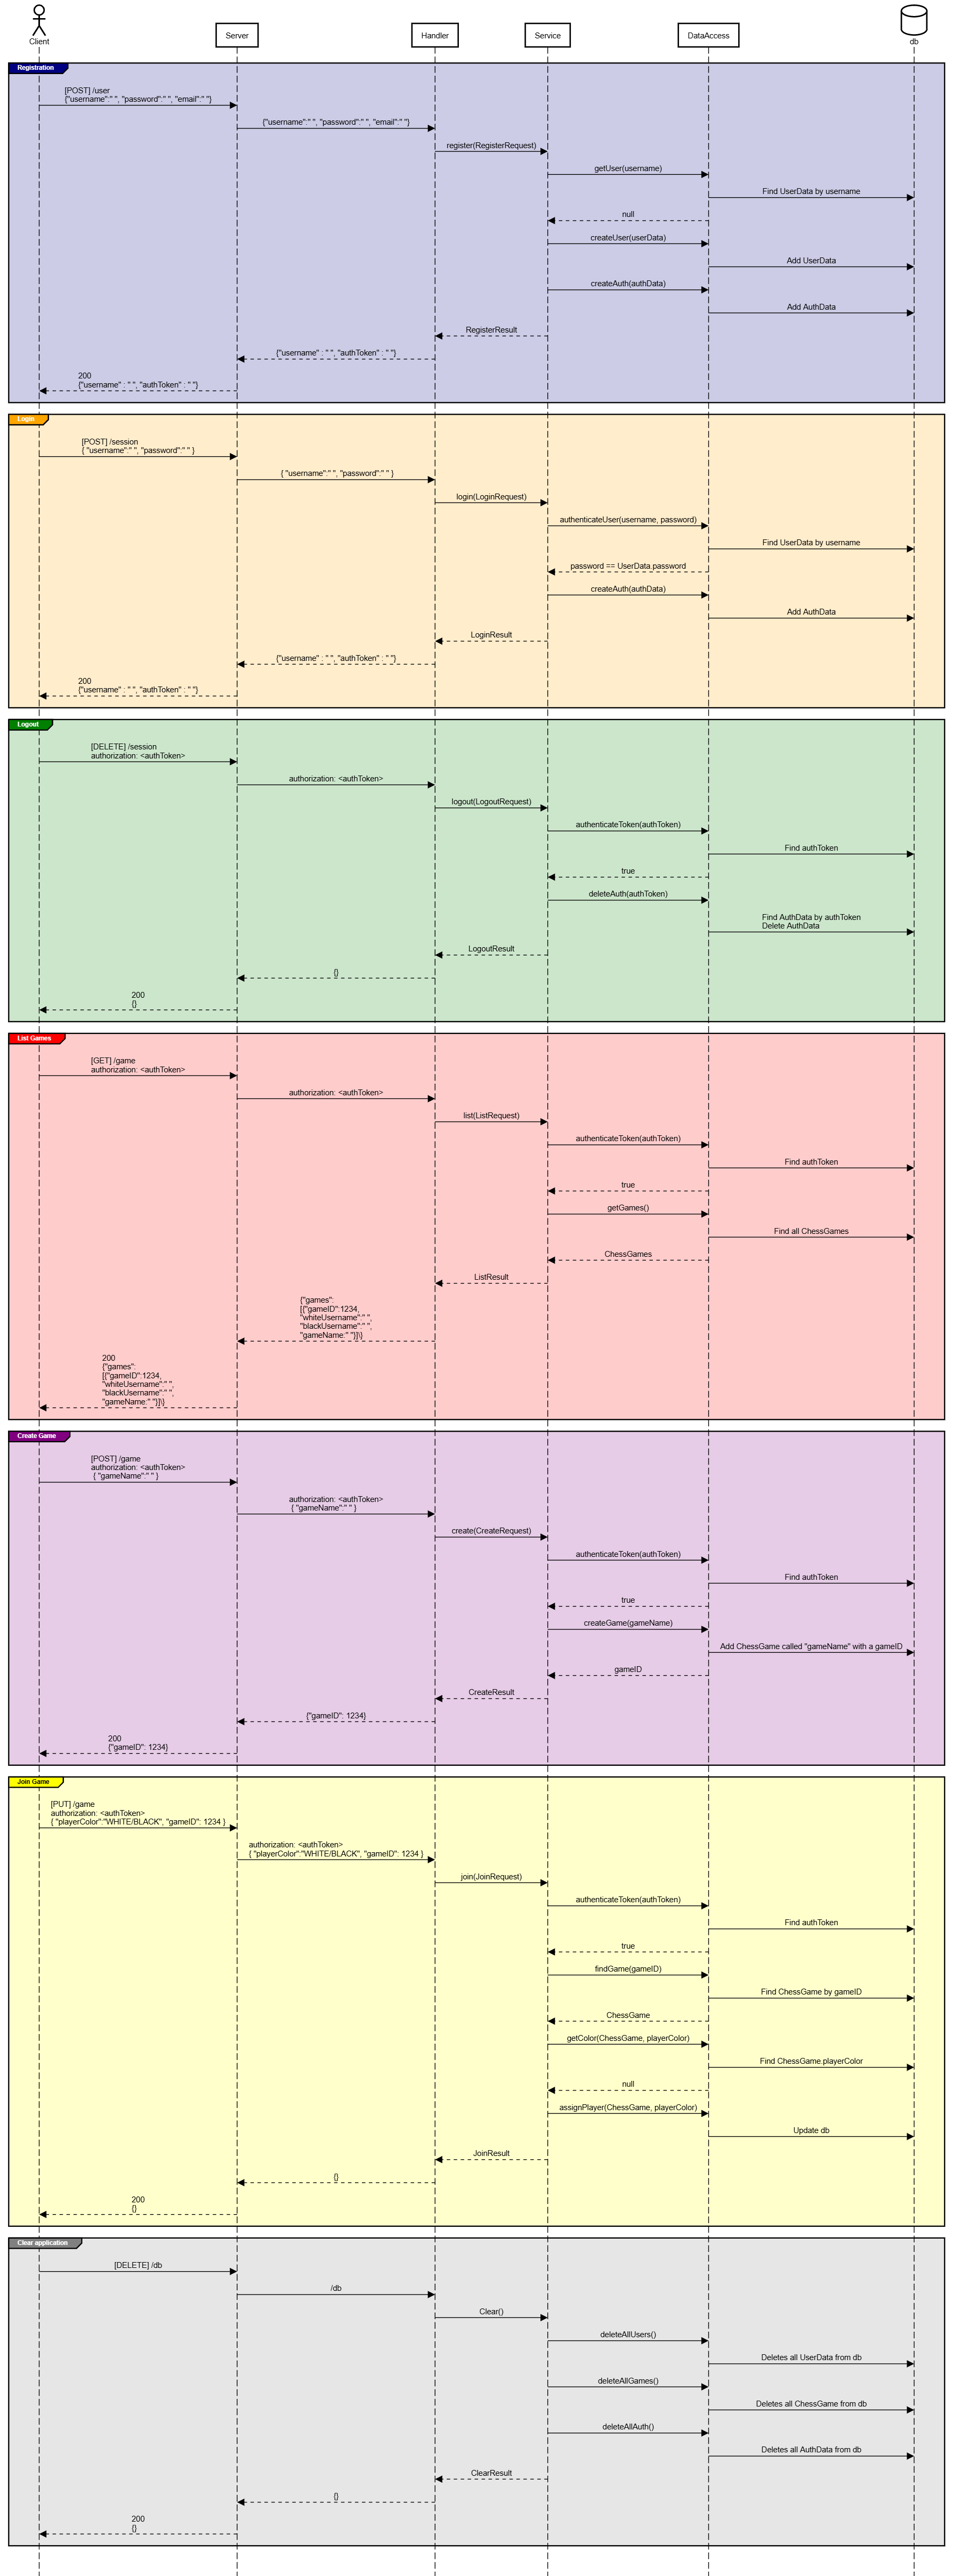 Client
Server
Handler
Service
DataAccess
db
Registration
[POST] /user
{"username":" ", "password":" ", "email":" "}
{"username":" ", "password":" ", "email":" "}
register(RegisterRequest)
getUser(username)
Find UserData by username
null
createUser(userData)
Add UserData
createAuth(authData)
Add AuthData
RegisterResult
{"username" : " ", "authToken" : " "}
200
{"username" : " ", "authToken" : " "}
Login
[POST] /session
{ "username":" ", "password":" " }
{ "username":" ", "password":" " }
login(LoginRequest)
authenticateUser(username, password)
Find UserData by username
password == UserData.password
createAuth(authData)
Add AuthData
LoginResult
{"username" : " ", "authToken" : " "}
200
{"username" : " ", "authToken" : " "}
Logout
[DELETE] /session
authorization: <authToken>
authorization: <authToken>
logout(LogoutRequest)
authenticateToken(authToken)
Find authToken
true
deleteAuth(authToken)
Find AuthData by authToken
Delete AuthData
LogoutResult
{}
200
{}
List Games
[GET] /game
authorization: <authToken>
authorization: <authToken>
list(ListRequest)
authenticateToken(authToken)
Find authToken
true
getGames()
Find all ChessGames
ChessGames
ListResult
{"games":
[{"gameID":1234,
"whiteUsername":" ",
"blackUsername":" ",
"gameName:" "}]\}
200
{"games":
[{"gameID":1234,
"whiteUsername":" ",
"blackUsername":" ",
"gameName:" "}]\}
Create Game
[POST] /game
authorization: <authToken>
{ "gameName":" " }
authorization: <authToken>
{ "gameName":" " }
create(CreateRequest)
authenticateToken(authToken)
Find authToken
true
createGame(gameName)
Add ChessGame called "gameName" with a gameID
gameID
CreateResult
{"gameID": 1234}
200
{"gameID": 1234}
Join Game
[PUT] /game
authorization: <authToken>
{ "playerColor":"WHITE/BLACK", "gameID": 1234 }
authorization: <authToken>
{ "playerColor":"WHITE/BLACK", "gameID": 1234 }
join(JoinRequest)
authenticateToken(authToken)
Find authToken
true
findGame(gameID)
Find ChessGame by gameID
ChessGame
getColor(ChessGame, playerColor)
Find ChessGame.playerColor
null
assignPlayer(ChessGame, playerColor)
Update db
JoinResult
{}
200
{}
Clear application
[DELETE] /db
/db
Clear()
deleteAllUsers()
Deletes all UserData from db
deleteAllGames()
Deletes all ChessGame from db
deleteAllAuth()
Deletes all AuthData from db
ClearResult
{}
200
{}